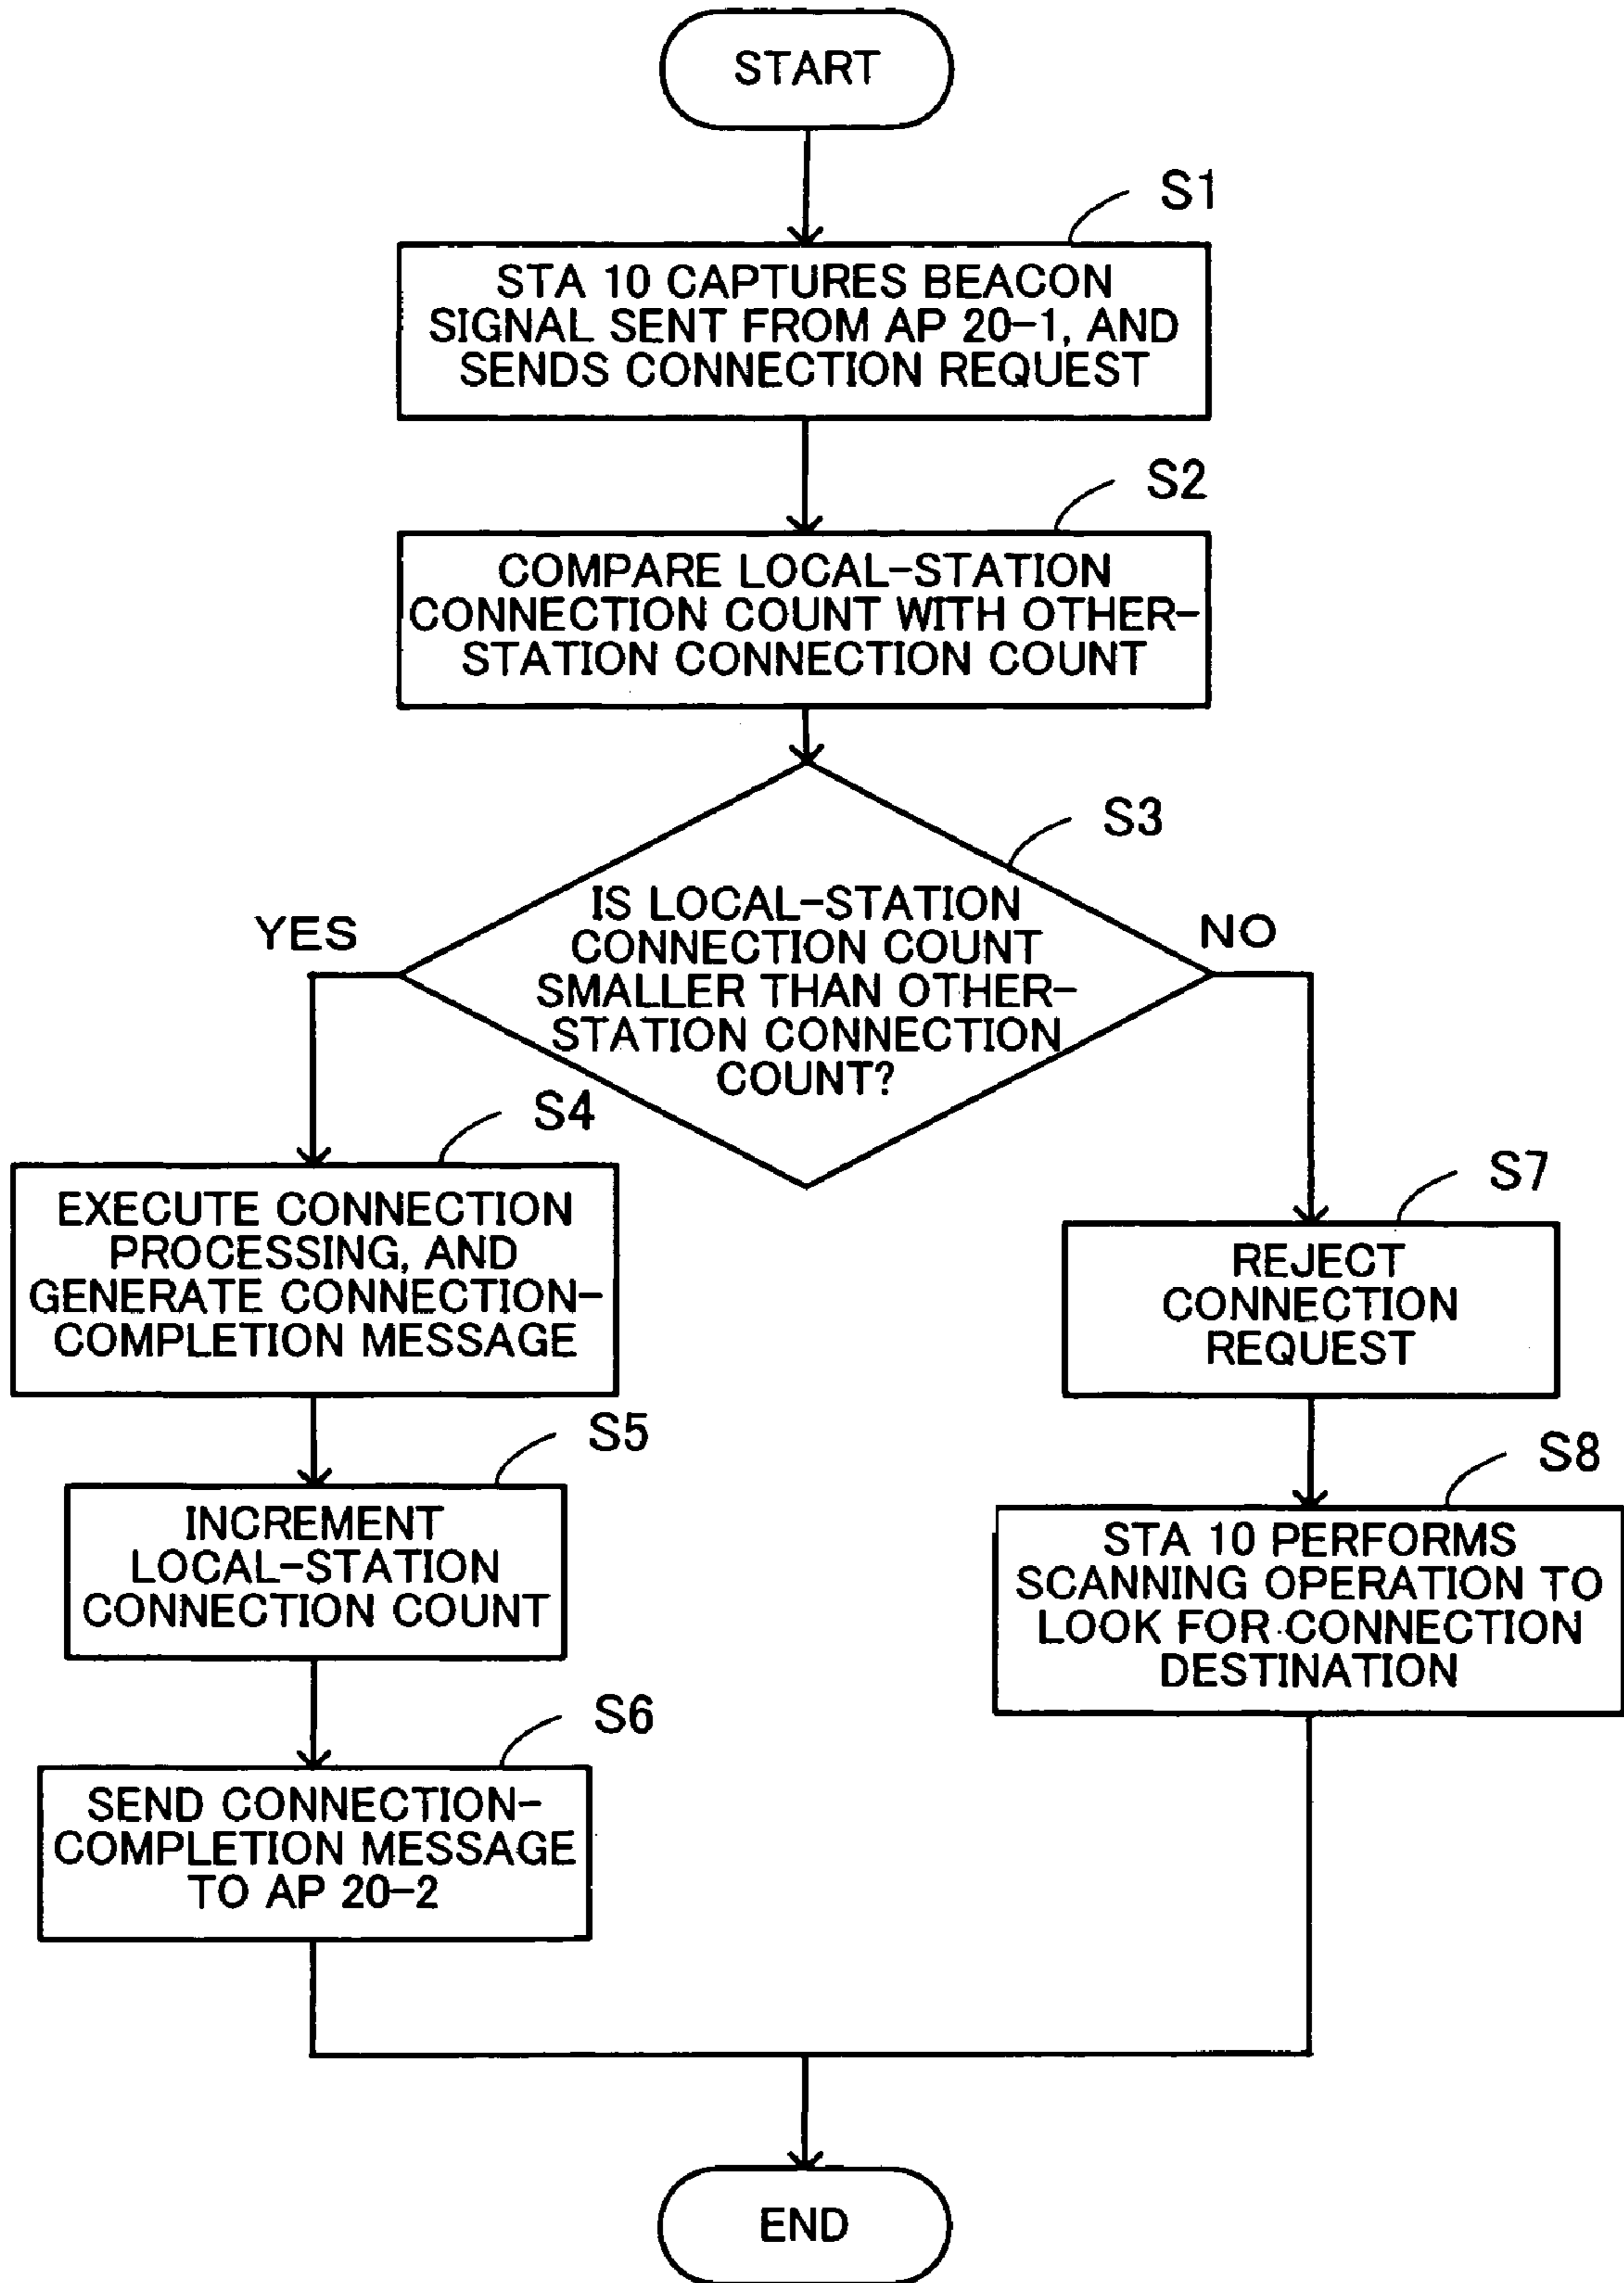 START
S1
STA 10 CAPTURES BEACON
SIGNAL SENT FROM AP 20-1, AND
SENDS CONNECTION REQUEST
S2
COMPARE LOCAL-STATION
CONNECTION COUNT WITH OTHER-
STATION CONNECTION COUNT
S3
IS LOCAL-STATION
CONNECTION COUNT
SMALLER THAN OTHER-
STATION CONNECTION
COUNT?
YES
NO
S4
EXECUTE CONNECTION
PROCESSING, AND
GENERATE CONNECTION-
COMPLETION MESSAGE
S5
INCREMENT
LOCAL-STATION
CONNECTION COUNT
S6
SEND CONNECTION-
COMPLETION MESSAGE
TO AP 20-2
S7
REJECT
CONNECTION
REQUEST
S8
STA 10 PERFORMS
SCANNING OPERATION TO
LOOK FOR CONNECTION
DESTINATION
END